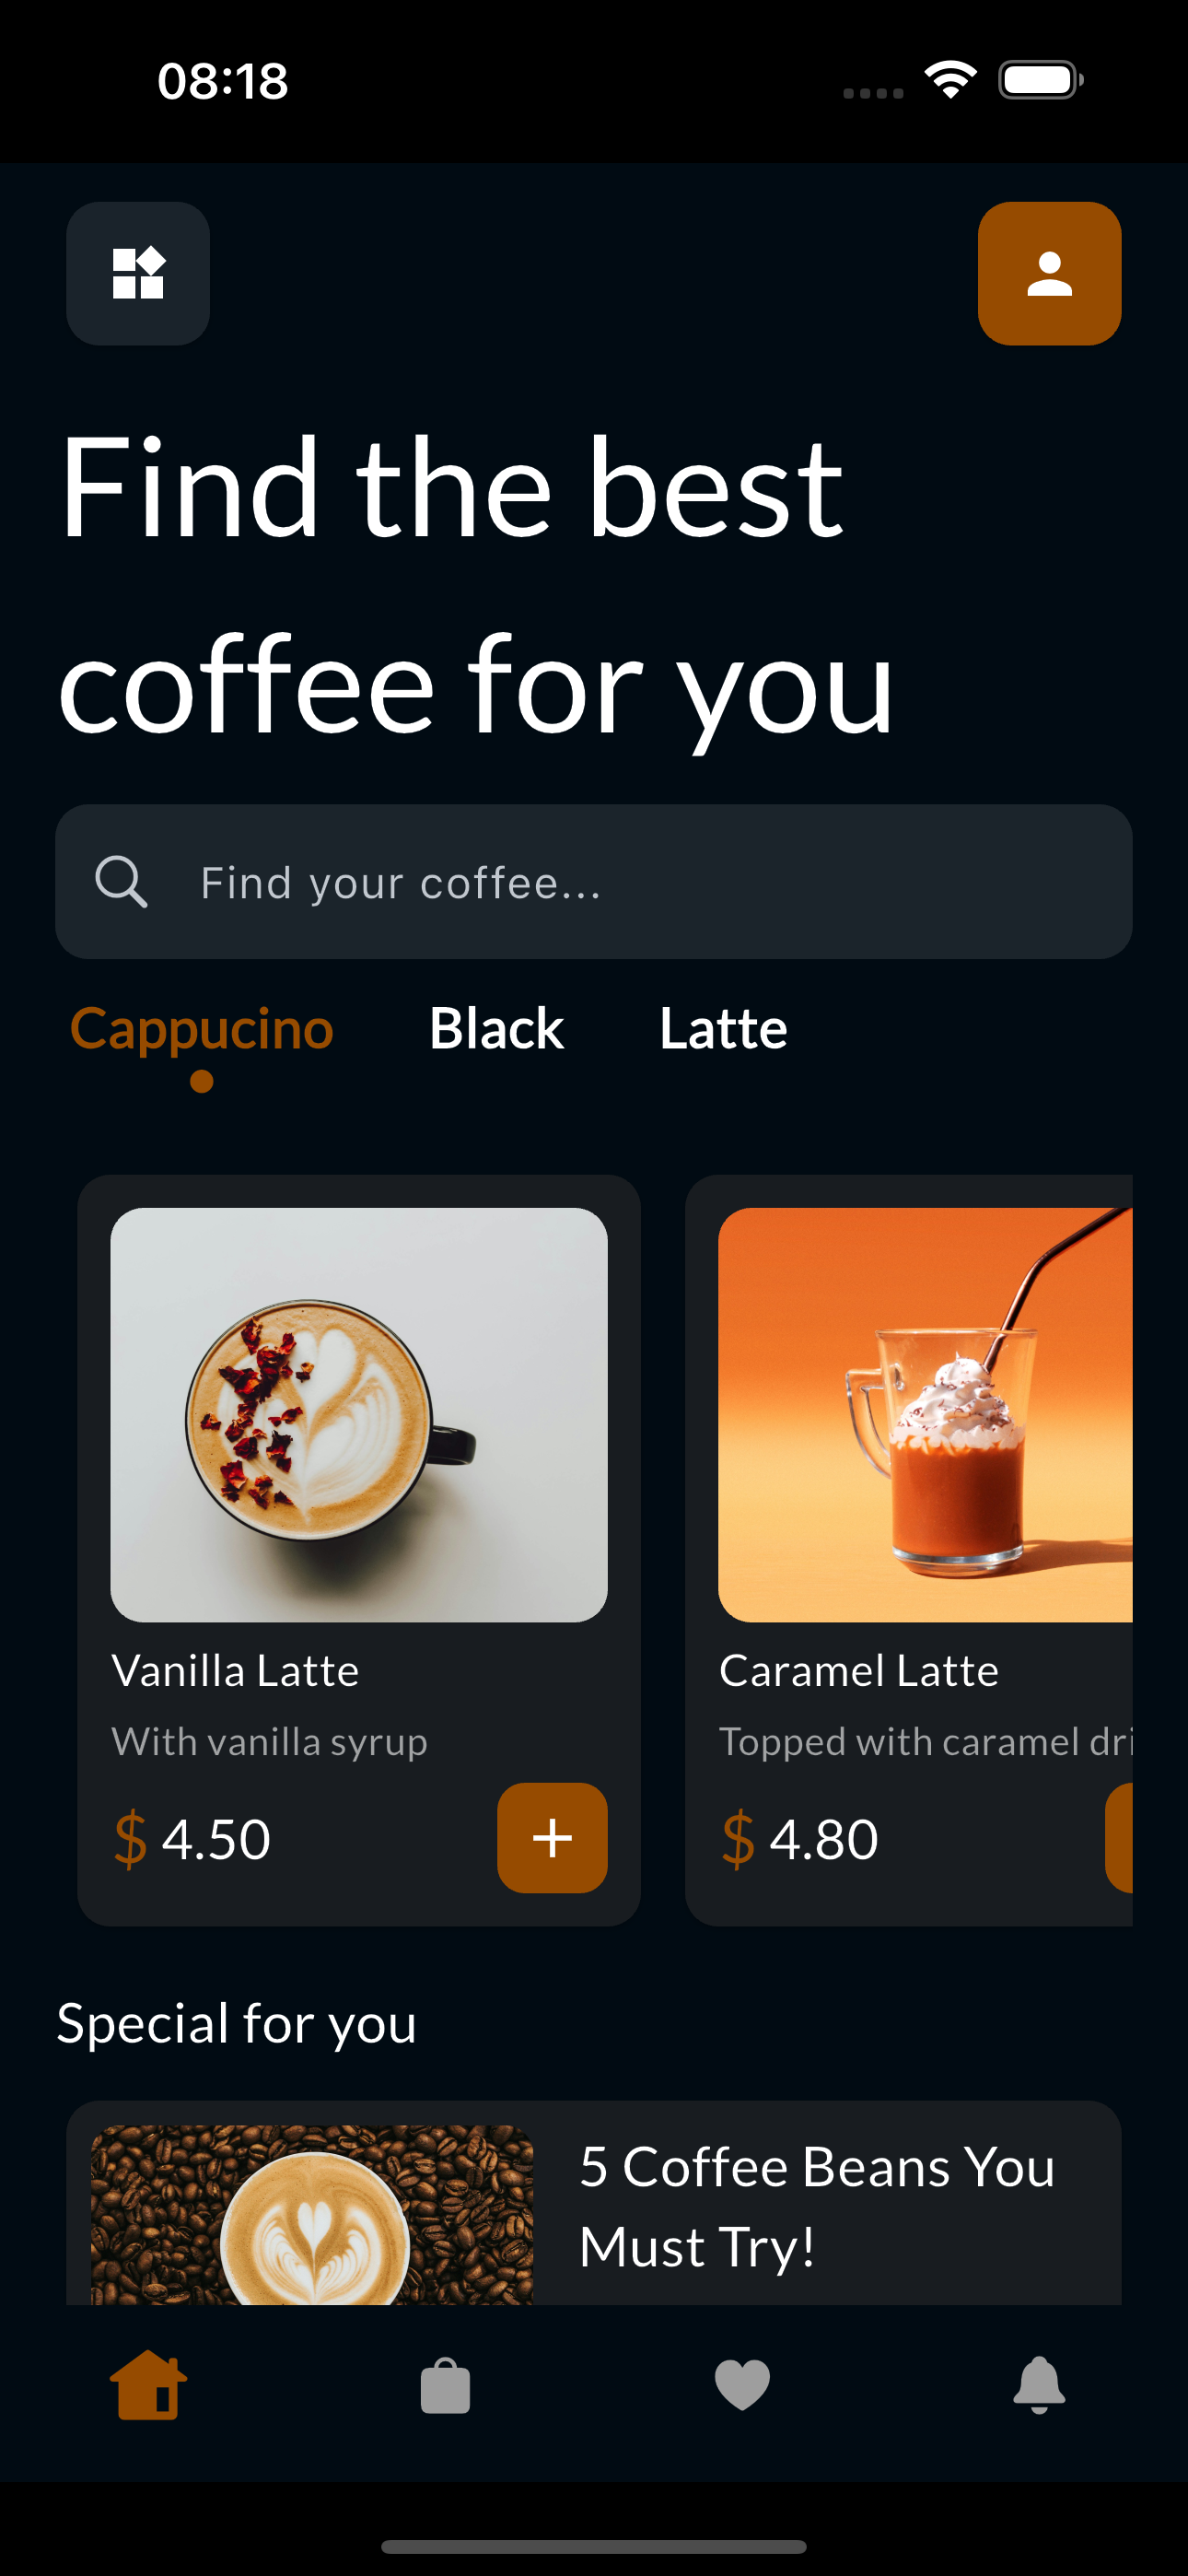 08:18
Find the best
coffee for you
Find your coffee...
Cappucino Black Latte
Vanilla Latte
With vanilla syrup
$ 4.50
Caramel Latte
Topped with caramel
$ 4.80
Special for you
5 Coffee Beans You
Must Try!